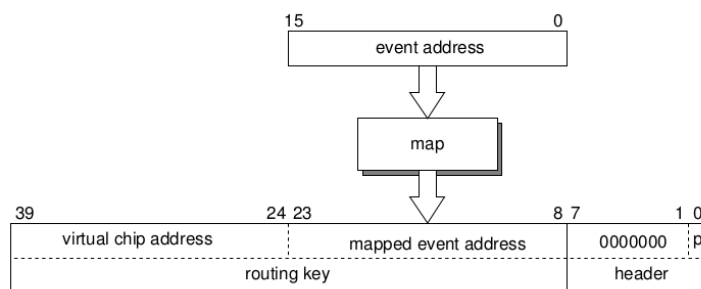 15 0
event address
map
39 24 23 8 7 1 0
virtual chip address mapped event address 0000000 p
routing key header